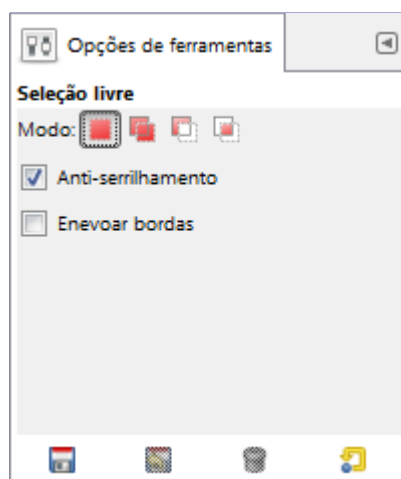 Opções de ferramentas
Seleção livre
Modo:
Anti-serrilhamento
Enevoar bordas